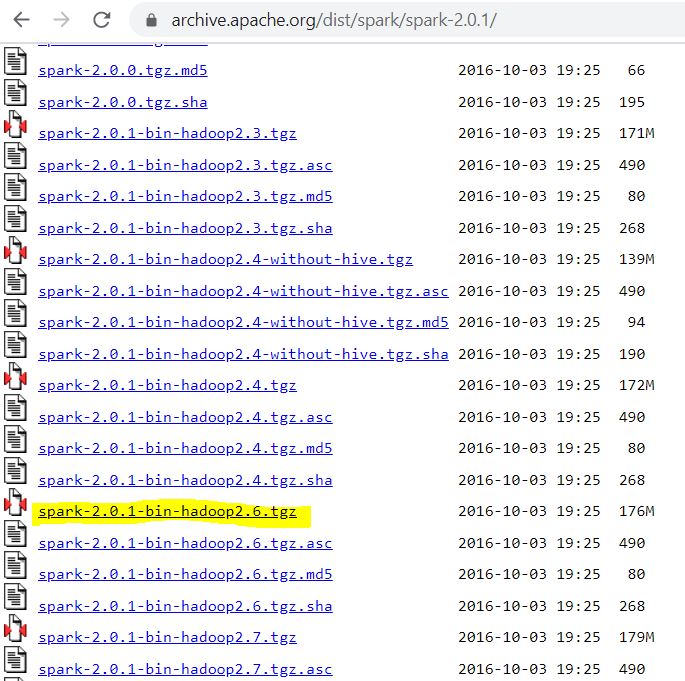 archive.apache.org/dist/spark/spark-2.0.1/
spark-2.0.0.tgz.md5 2016-10-03 19:25 66
spark-2.0.0.tgz.sha 2016-10-03 19:25 195
spark-2.0.1-bin-hadoop2.3.tgz 2016-10-03 19:25 171M
spark-2.0.1-bin-hadoop2.3.tgz.asc 2016-10-03 19:25 490
spark-2.0.1-bin-hadoop2.3.tgz.md5 2016-10-03 19:25 80
spark-2.0.1-bin-hadoop2.3.tgz.sha 2016-10-03 19:25 268
spark-2.0.1-bin-hadoop2.4-without-hive.tgz 2016-10-03 19:25 139M
spark-2.0.1-bin-hadoop2.4-without-hive.tgz.asc 2016-10-03 19:25 490
spark-2.0.1-bin-hadoop2.4-without-hive.tgz.md5 2016-10-03 19:25 94
spark-2.0.1-bin-hadoop2.4-without-hive.tgz.sha 2016-10-03 19:25 190
spark-2.0.1-bin-hadoop2.4.tgz 2016-10-03 19:25 172M
spark-2.0.1-bin-hadoop2.4.tgz.asc 2016-10-03 19:25 490
spark-2.0.1-bin-hadoop2.4.tgz.md5 2016-10-03 19:25 80
spark-2.0.1-bin-hadoop2.4.tgz.sha 2016-10-03 19:25 268
spark-2.0.1-bin-hadoop2.6.tgz 2016-10-03 19:25 176M
spark-2.0.1-bin-hadoop2.6.tgz.asc 2016-10-03 19:25 490
spark-2.0.1-bin-hadoop2.6.tgz.md5 2016-10-03 19:25 80
spark-2.0.1-bin-hadoop2.6.tgz.sha 2016-10-03 19:25 268
spark-2.0.1-bin-hadoop2.7.tgz 2016-10-03 19:25 179M
spark-2.0.1-bin-hadoop2.7.tgz.asc 2016-10-03 19:25 490